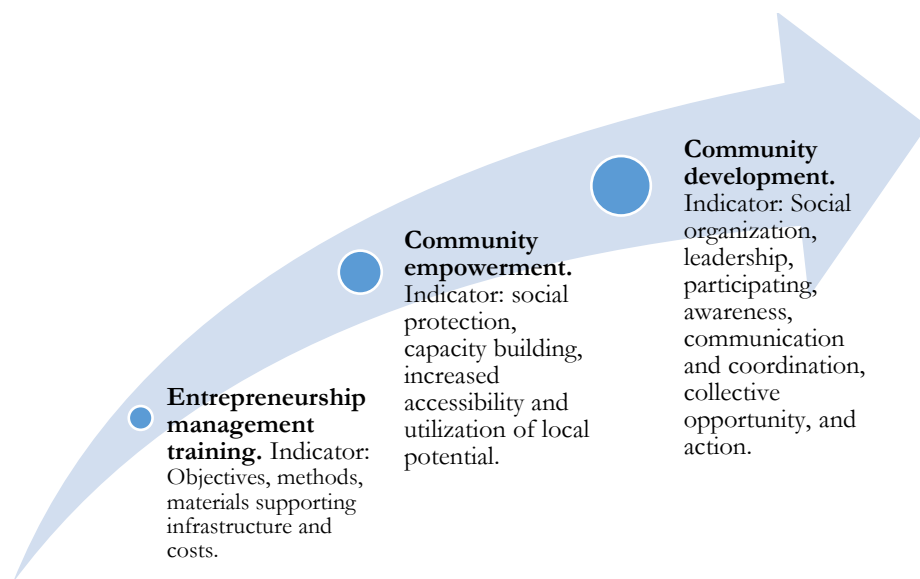 Entrepreneurship
management
training. Indicator:
Objectives, methods,
materials supporting
infrastructure and
costs.
Community
empowerment.
Indicator: social
protection,
capacity building,
increased
accessibility and
utilization of local
potential.
Community
development.
Indicator: Social
organization,
leadership,
participating,
awareness,
communication
and coordination,
collective
opportunity, and
action.